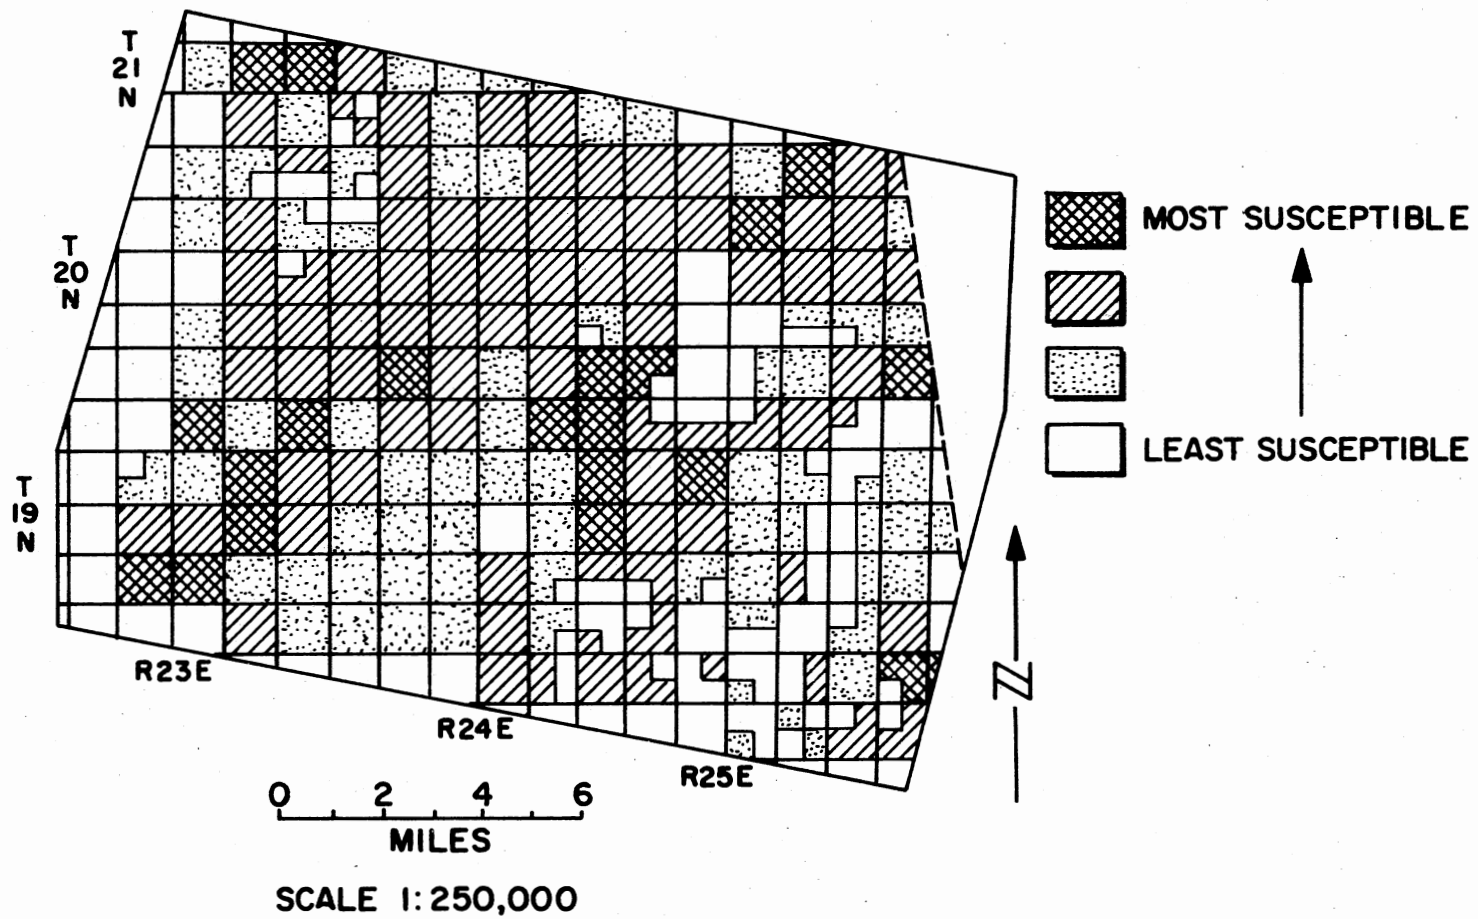 T
21
N
T
20
N
T
19
N
MOST SUSCEPTIBLE
LEAST SUSCEPTIBLE
R23E
R24E
R25E
N
0 2 4 6
MILES
SCALE 1:250,000